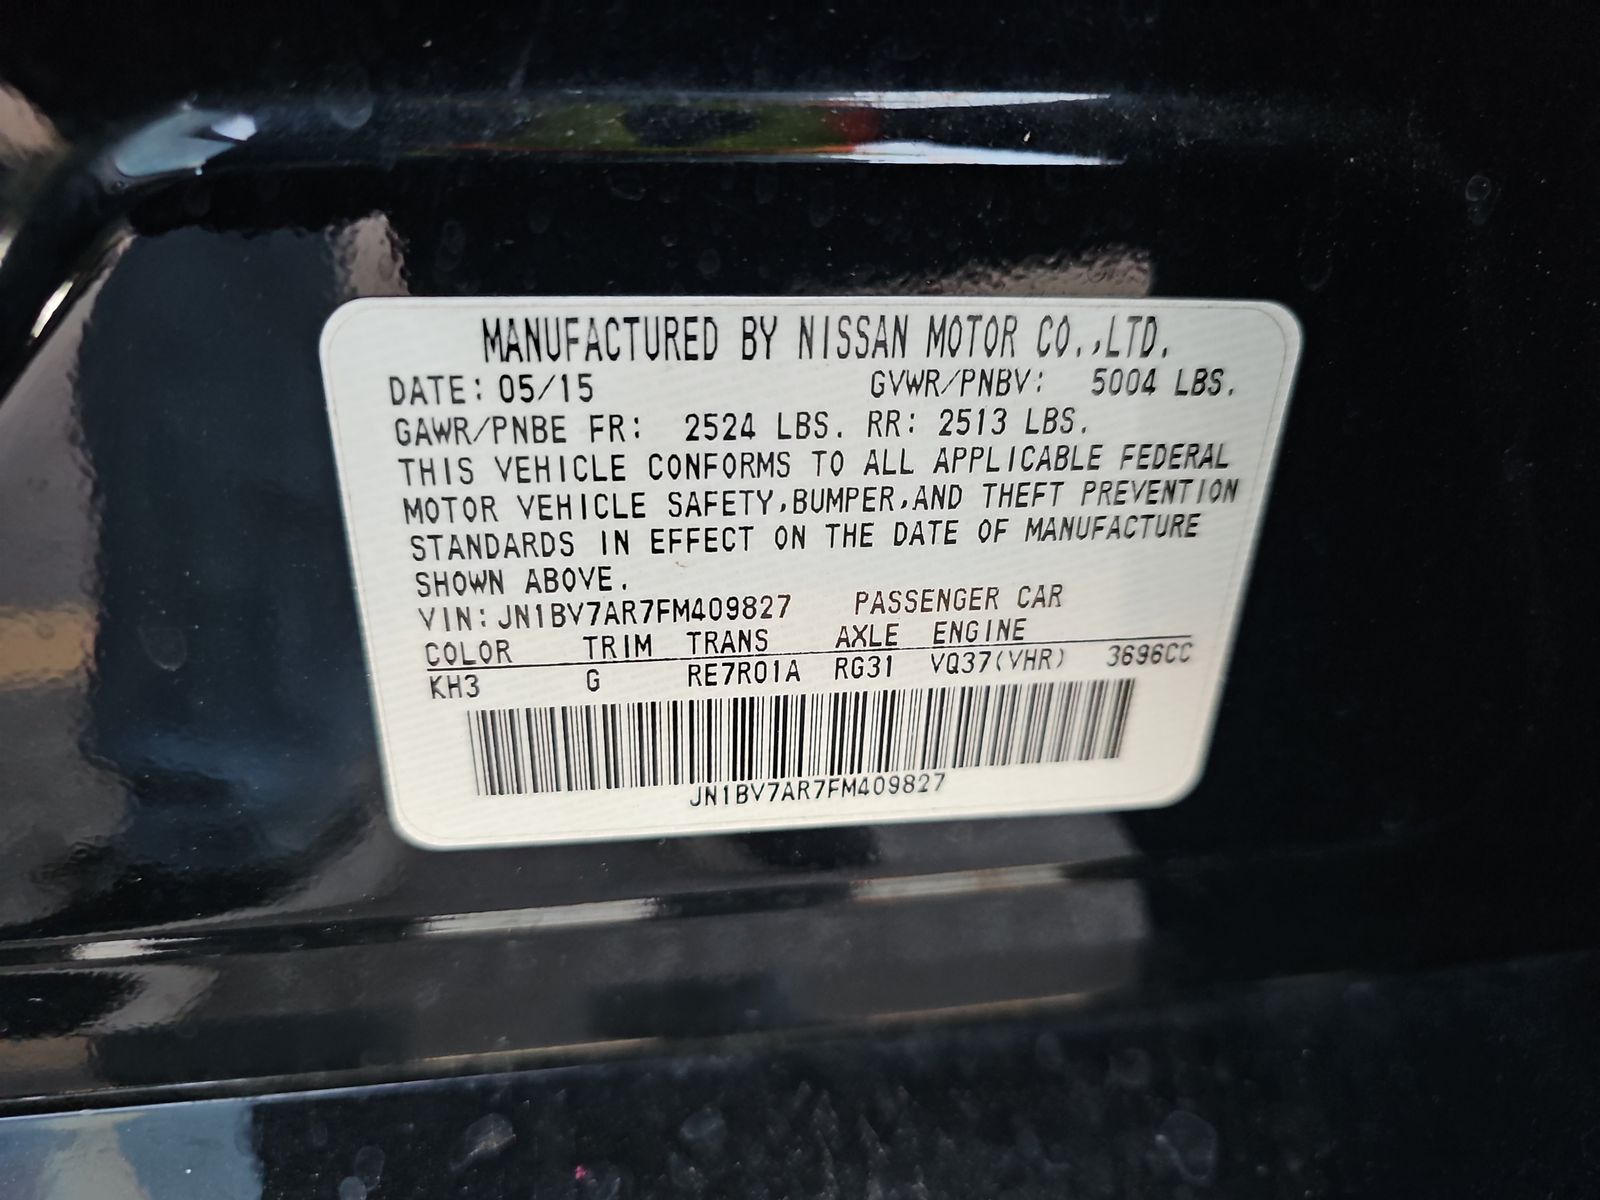 MANUFACTURED BY NISSAN MOTOR CO.,LTD.
DATE: 05/15 GVWR/PNBV: 5004 LBS.
GAWR/PNBE FR: 2524 LBS. RR: 2513 LBS.
THIS VEHICLE CONFORMS TO ALL APPLICABLE FEDERAL
MOTOR VEHICLE SAFETY,BUMPER,AND THEFT PREVENTION
STANDARDS IN EFFECT ON THE DATE OF MANUFACTURE
SHOWN ABOVE.
VIN: JN1BV7AR7FM409827 PASSENGER CAR
COLOR TRIM TRANS AXLE ENGINE
KH3 G RE7R01A RG31 VQ37(VHR) 3696CC
JN1BV7AR7FM409827